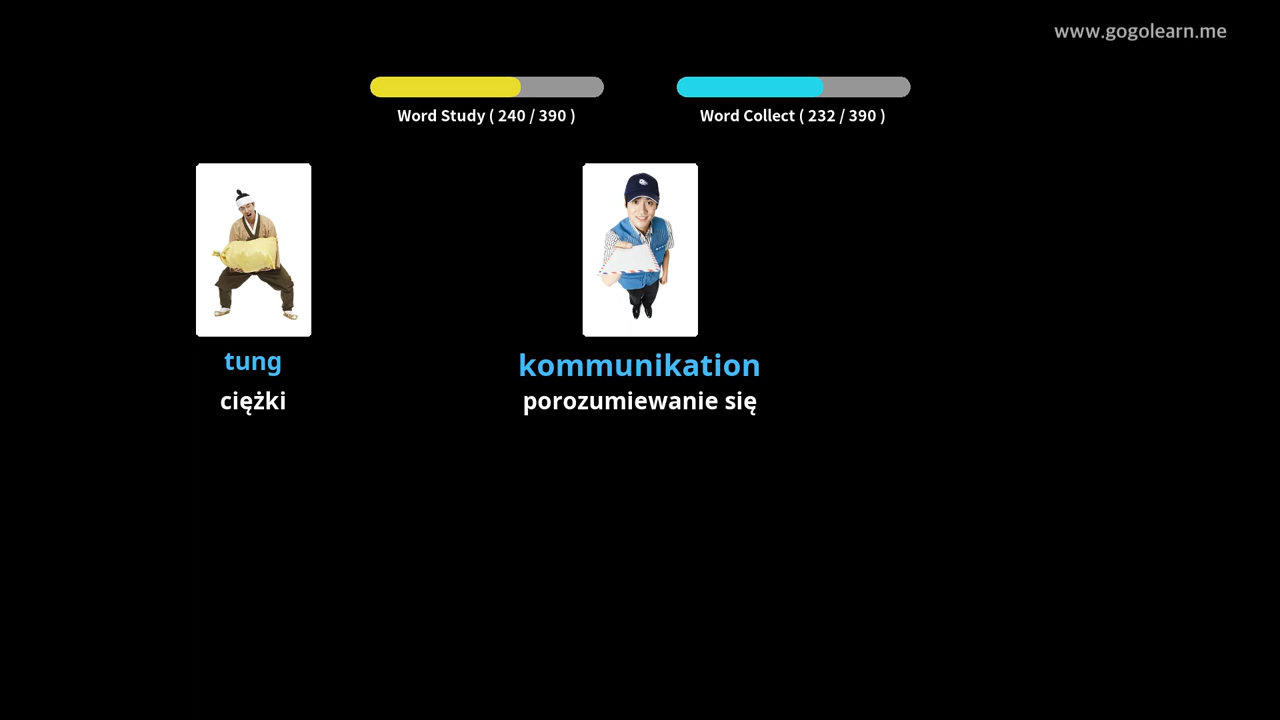 www.gogolearn.me
Word Study ( 240 / 390 )
Word Collect ( 232 / 390 )
tung
kommunikation
ciężki
porozumiewanie się